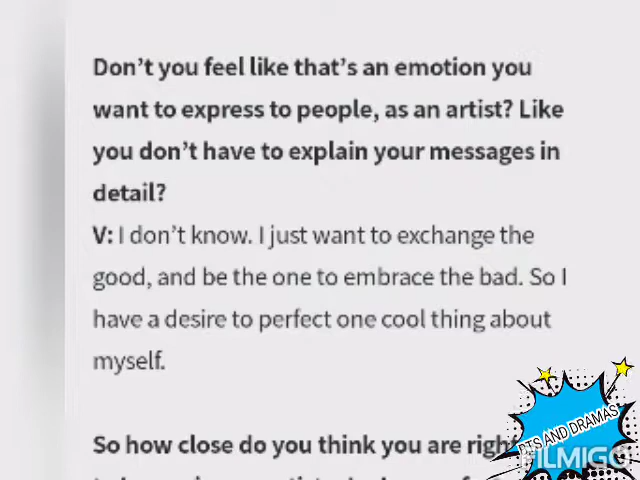 Don't you feel like that's an emotion you
want to express to people, as an artist? Like
you don't have to explain your messages in
detail?
V: I don't know. I just want to exchange the
good, and be the one to embrace the bad. So I
have a desire to perfect one cool thing about
myself.
So how close do you think you are right
BTS AND DRAMAS
FILMIGO